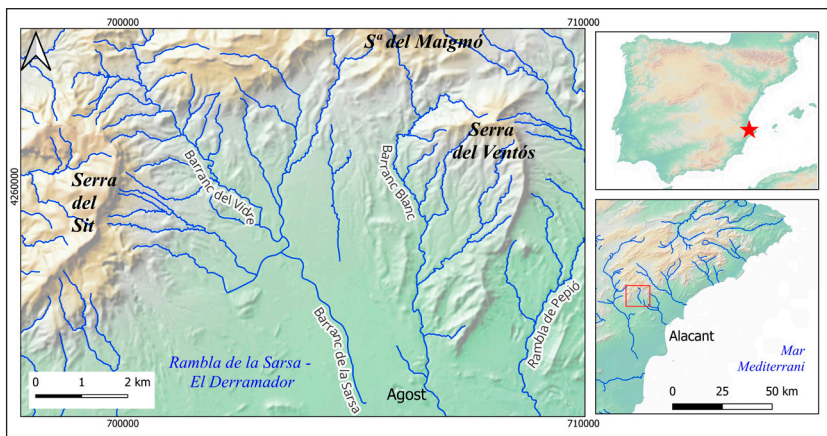 700000
710000
Sª del Maigmó
Serra
del Ventós
Barranc Blanc
Barranc del Vidre
4260000
4260000
Serra
del
Sit
Barranc de la Sarsa
Rambla de Pepió
Rambla de la Sarsa -
El Derramador
0 1 2 km
Agost
700000
710000
Alacant
Mar
Mediterrani
0 25 50 km